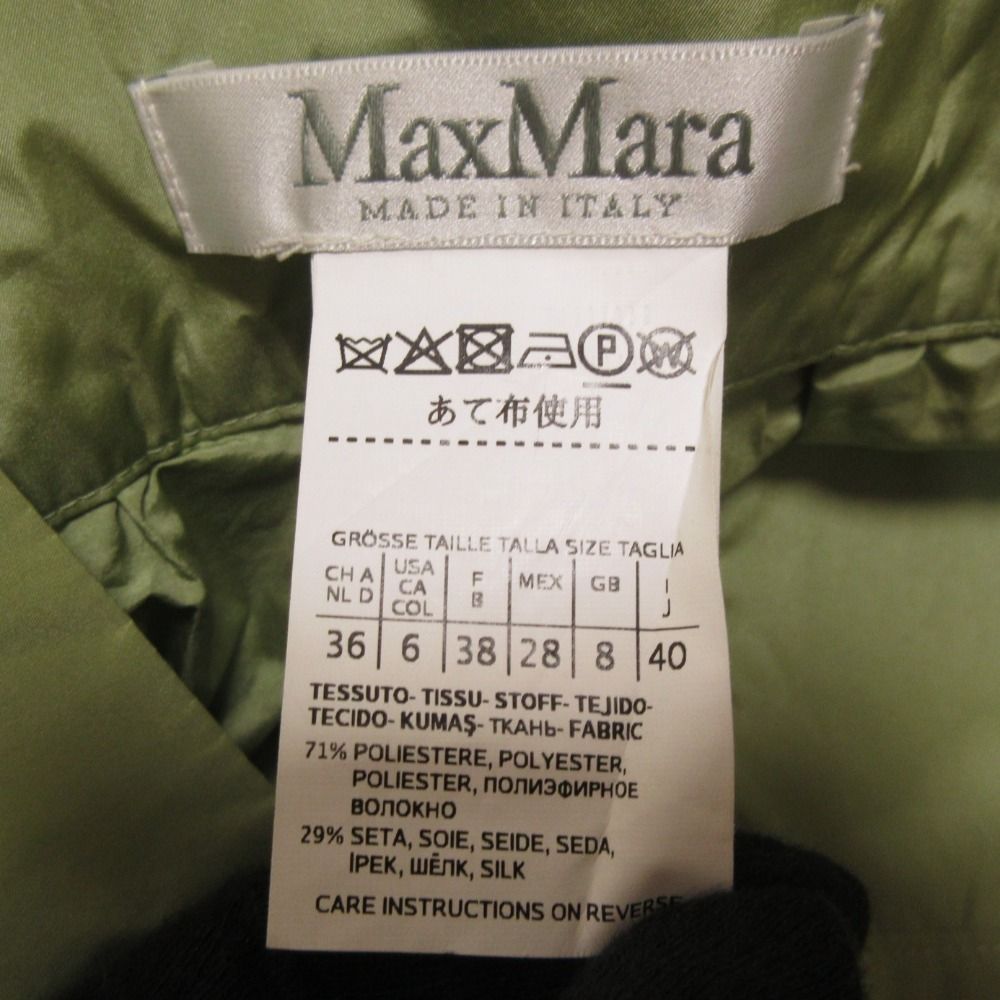 MaxMara
MADE IN ITALY
P W
あて布使用
GRÖSSE TAILLE TALLA SIZE TAGLIA
CH A NL D USA CA COL F B MEX GB I J
36 6 38 28 8 40
TESSUTO- TISSU- STOFF- TEJIDO-
TECIDO- KUMAŞ- ТКАНЬ- FABRIC
71% POLIESTERE, POLYESTER,
POLIESTER, ПОЛИЭФИРНОЕ
ВОЛОКНО
29% SETA, SOIE, SEIDE, SEDA,
İPEK, ШЁЛК, SILK
CARE INSTRUCTIONS ON REVERSE